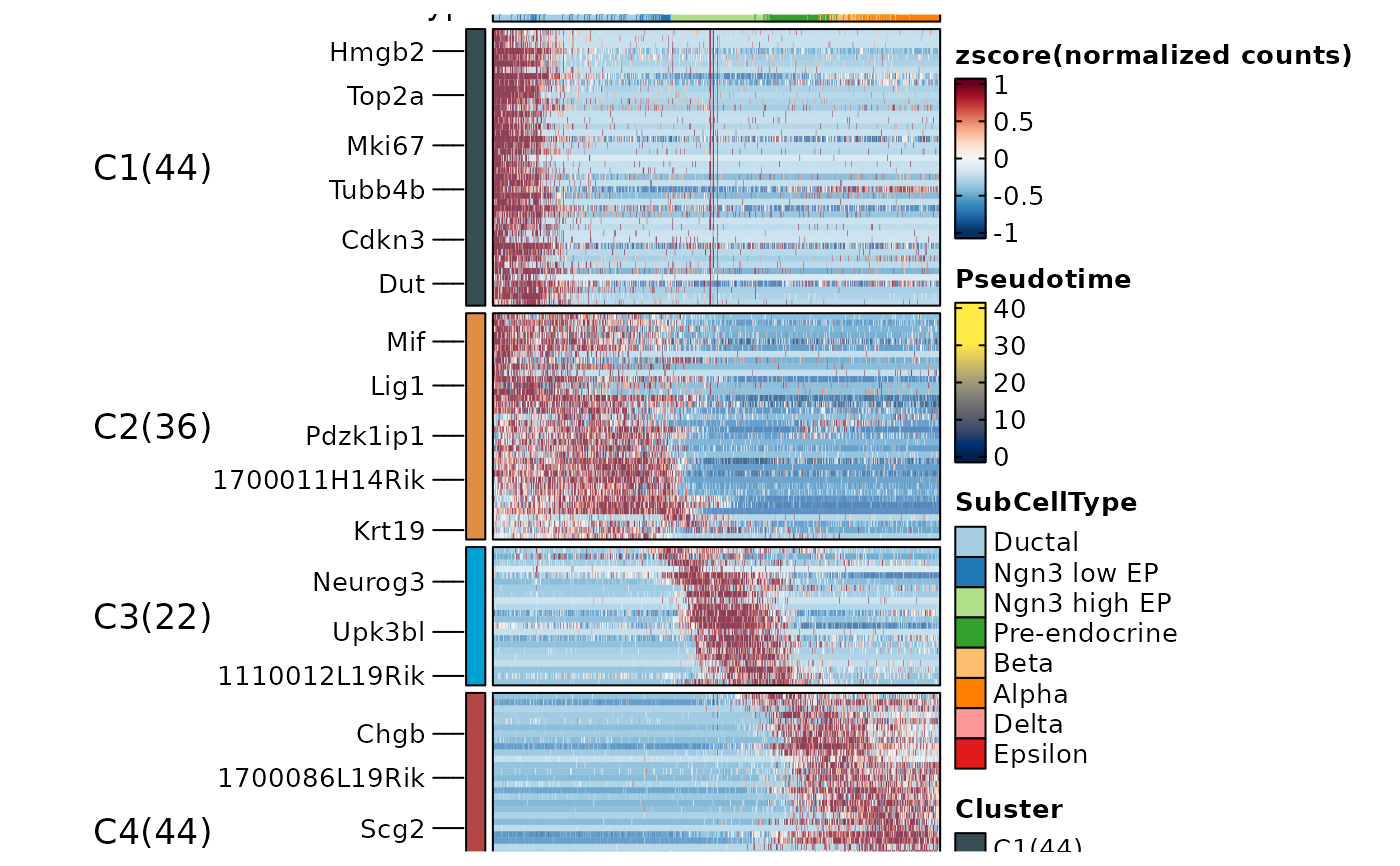 C1(44)
Hmgb2
Top2a
Mki67
Tubb4b
Cdkn3
Dut
C2(36)
Mif
Lig1
Pdzk1ip1
1700011H14Rik
Krt19
C3(22)
Neurog3
Upk3bl
1110012L19Rik
C4(44)
Chgb
1700086L19Rik
Scg2
zscore(normalized counts)
1
0.5
0
-0.5
-1
Pseudotime
40
30
20
10
0
SubCellType
Ductal
Ngn3 low EP
Ngn3 high EP
Pre-endocrine
Beta
Alpha
Delta
Epsilon
Cluster
C1(44)